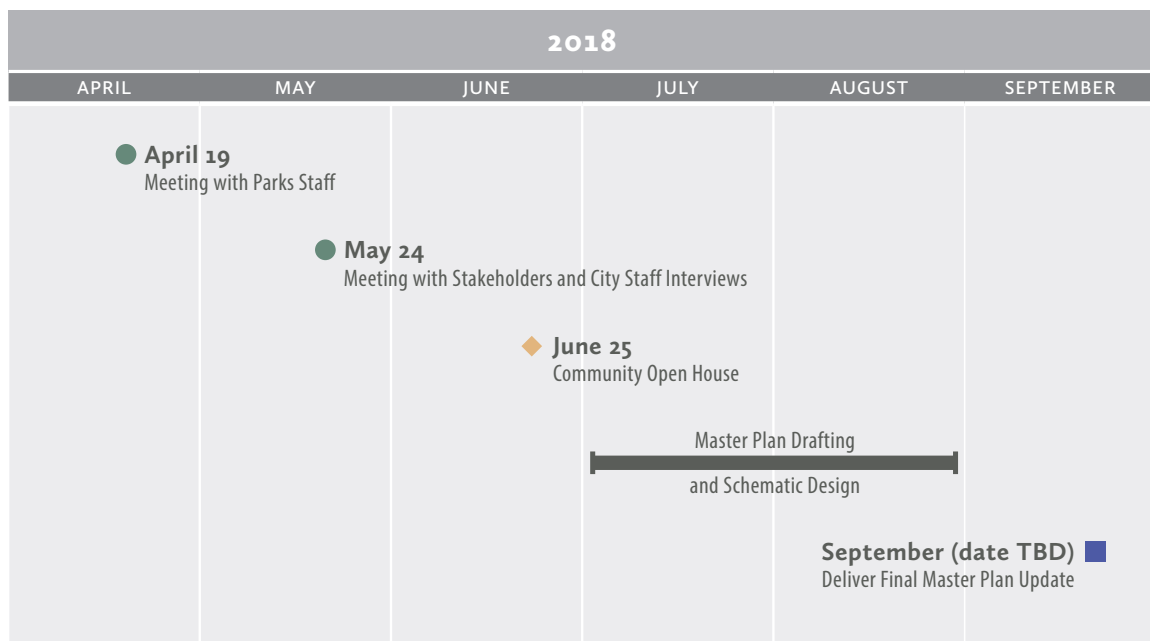 2018
APRIL MAY JUNE JULY AUGUST SEPTEMBER
April 19
Meeting with Parks Staff
May 24
Meeting with Stakeholders and City Staff Interviews
June 25
Community Open House
Master Plan Drafting
and Schematic Design
September (date TBD)
Deliver Final Master Plan Update